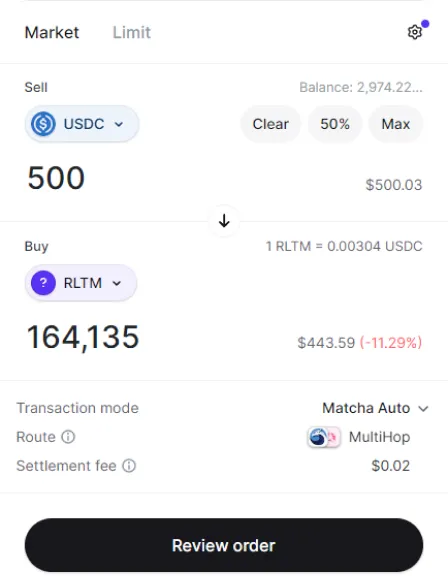 Market Limit
Sell Balance: 2,974.22...
USDC Clear 50% Max
500 $500.03
Buy 1 RLTM = 0.00304 USDC
? RLTM
164,135 $443.59 (-11.29%)
Transaction mode Matcha Auto
Route MultiHop
Settlement fee $0.02
Review order